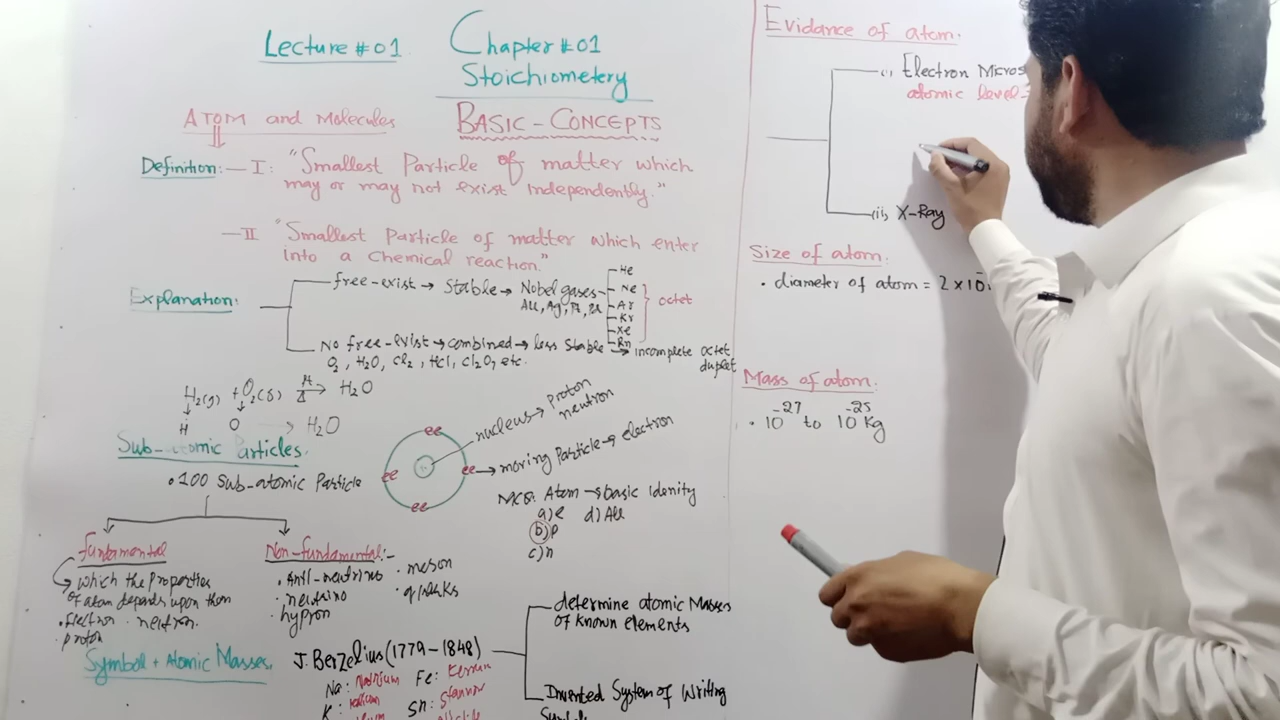 Lecture # 01
Chapter # 01
Stoichiometery
ATOM and Molecules
BASIC-CONCEPTS
Definition:- I: "Smallest Particle of matter which
may or may not exist independently."
-II "Smallest Particle of matter which enter
into a chemical reaction."
Explanation:
free-exist → Stable → Nobel gases
He
Ne
Ar
Kr
Xe
Rn
octet
No free-exist → combined → less Stable → incomplete octet
duplet
O2, H2O, Cl2, HCl, Cl2O, etc.
H2(g) + O2(g) → H2O
H O → H2O
Sub-atomic Particles.
• 100 Sub-atomic Particle
nucleus → Proton
neutron
ee
ee
ee
ee
→ moving Particle → electron
MCQ: Atom → basic Idenity
a) e d) All
b) P
c) n
Fundamental
which the Properties
of atom depends upon them
• Electron • neutron.
• proton
Non-fundamental:-
• Anti-neutrino • meson
• neutrino
• hypron
Symbol + Atomic Masses.
J. Berzelius (1779-1848)
determine atomic Masses
of known elements
Invented System of Writing
Na: Fe:
K: Sn:
Evidance of atom.
(i) Electron Micros
atomic level
(ii) X-Ray
Size of atom.
• diameter of atom = 2 x 10
Mass of atom.
• 10⁻²⁷ to 10⁻²⁵ Kg